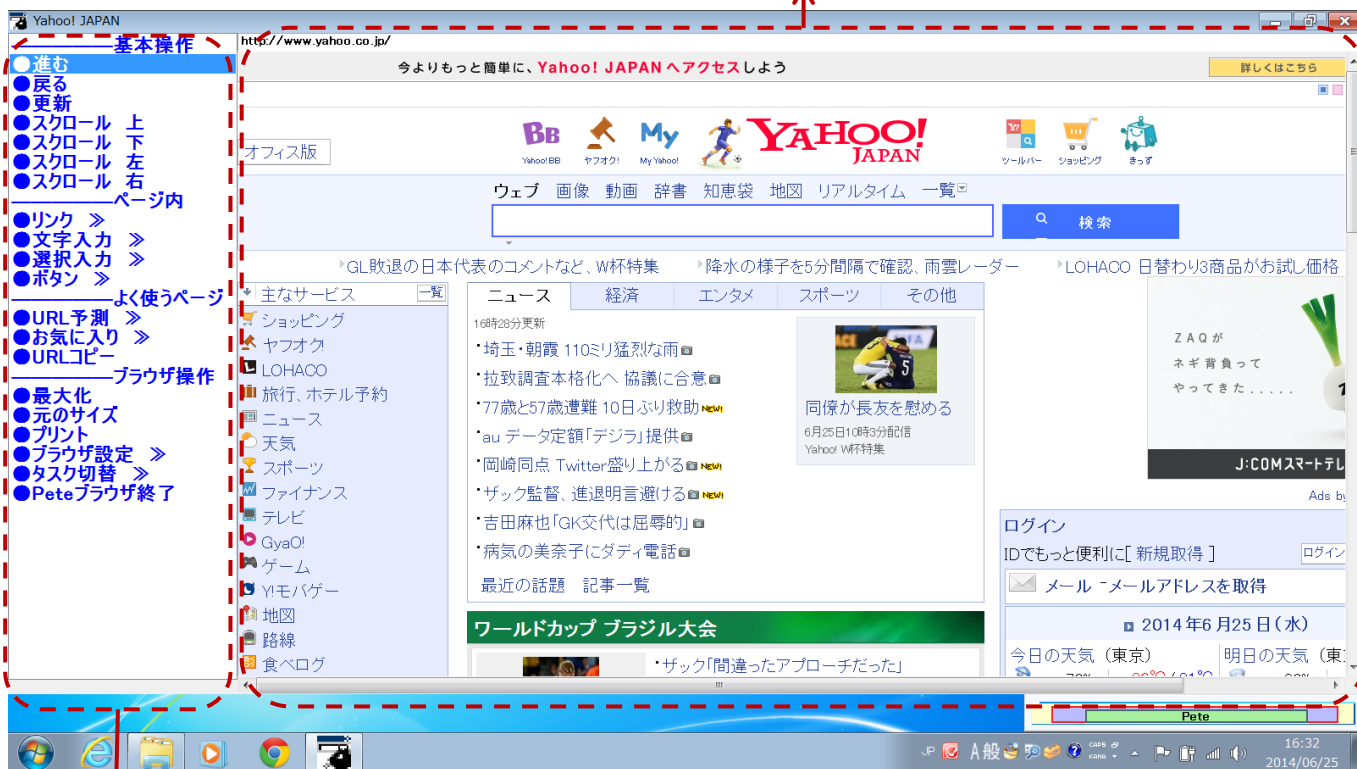 Yahoo! JAPAN
――――――基本操作
●進む
●戻る
●更新
●スクロール 上
●スクロール 下
●スクロール 左
●スクロール 右
――――――ページ内
●リンク ≫
●文字入力 ≫
●選択入力 ≫
●ボタン ≫
――――――よく使うページ
●URL予測 ≫
●お気に入り ≫
●URLコピー
――――――ブラウザ操作
●最大化
●元のサイズ
●プリント
●ブラウザ設定 ≫
●タスク切替 ≫
●Peteブラウザ終了
http://www.yahoo.co.jp/
今よりもっと簡単に、Yahoo! JAPAN へアクセスしよう
詳しくはこちら
オフィス版
BB
Yahoo! BB
ヤフオク!
My
My Yahoo!
YAHOO!
JAPAN
ツールバー
ショッピング
きっず
ウェブ 画像 動画 辞書 知恵袋 地図 リアルタイム 一覧
検索
GL敗退の日本代表のコメントなど、W杯特集
降水の様子を5分間隔で確認、雨雲レーダー
LOHACO 日替わり3商品がお試し価格
主なサービス 一覧
ショッピング
ヤフオク!
LOHACO
旅行、ホテル予約
ニュース
天気
スポーツ
ファイナンス
テレビ
GyaO!
ゲーム
Y!モバゲー
地図
路線
食べログ
ニュース 経済 エンタメ スポーツ その他
16時28分更新
埼玉・朝霞 110ミリ猛烈な雨
拉致調査本格化へ 協議に合意
77歳と57歳遭難 10日ぶり救助 NEW!
au データ定額「デジラ」提供
岡崎同点 Twitter盛り上がる NEW!
ザック監督、進退明言避ける NEW!
吉田麻也「GK交代は屈辱的」
病気の美奈子にダディ電話
最近の話題 記事一覧
同僚が長友を慰める
6月25日10時3分配信
Yahoo! W杯特集
ワールドカップ ブラジル大会
ザック「間違ったアプローチだった」
ZAQが
ネギ背負って
やってきた.....
J:COMスマートテレ
Ads by
ログイン
IDでもっと便利に[ 新規取得 ]
ログイン
メール - メールアドレスを取得
2014年6月25日(水)
今日の天気 (東京)
明日の天気 (東
Pete
JP A 般 CAPS KANA
16:32
2014/06/25